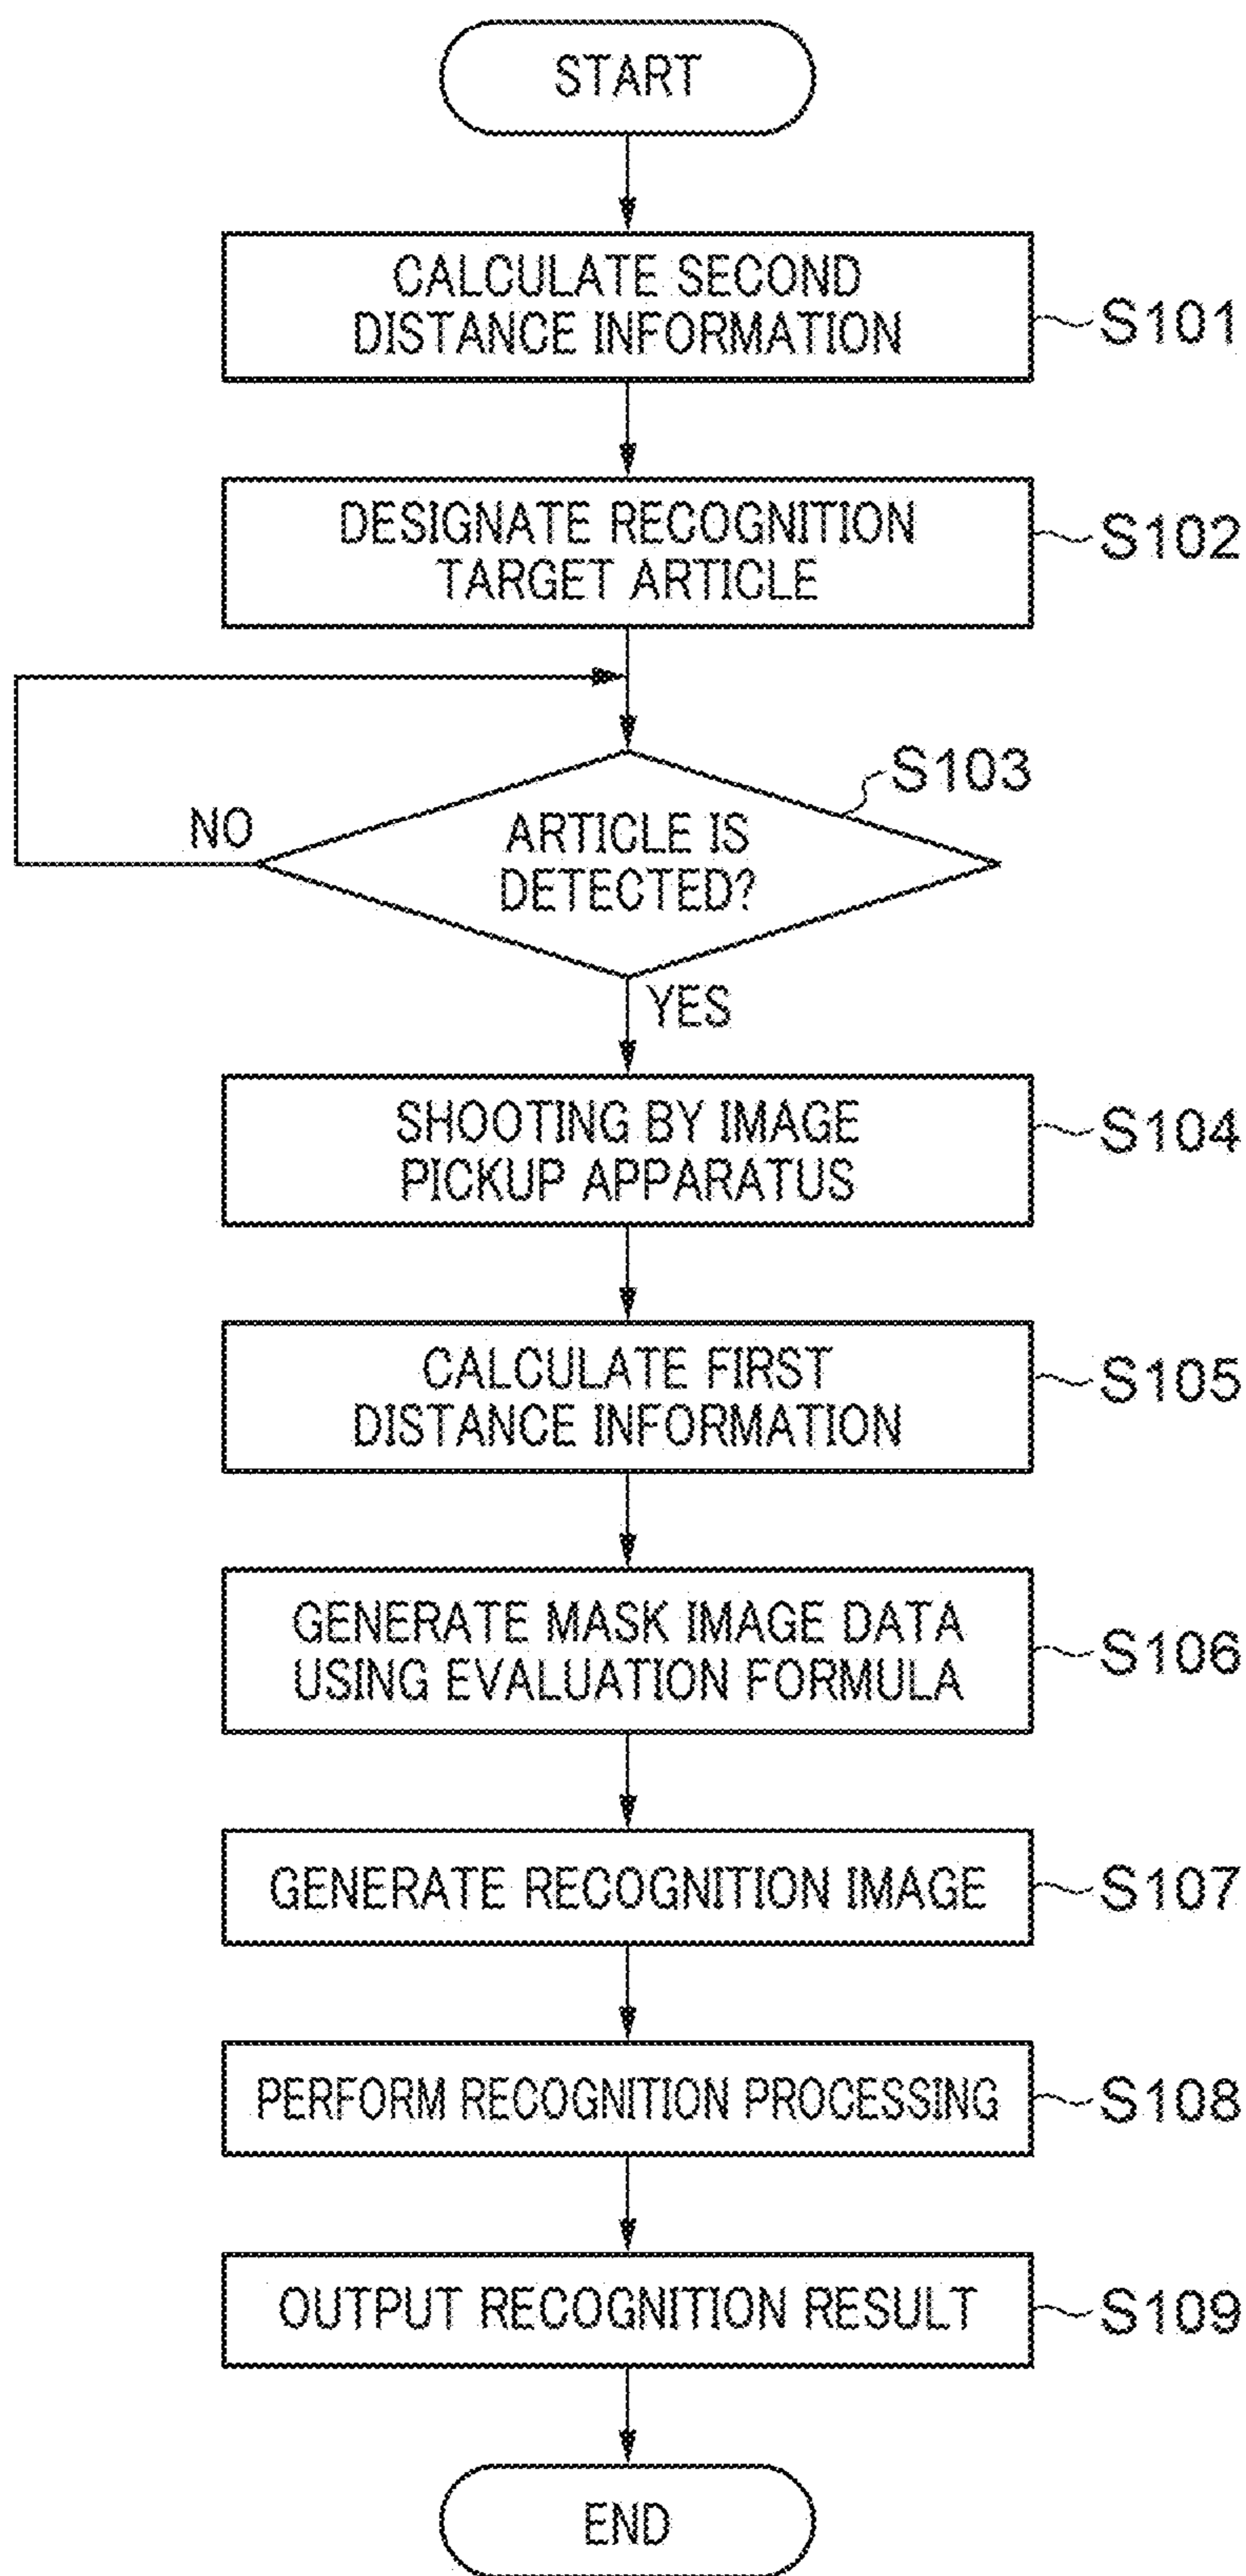 START
CALCULATE SECOND
DISTANCE INFORMATION
S101
DESIGNATE RECOGNITION
TARGET ARTICLE
S102
S103
NO
ARTICLE IS
DETECTED?
YES
SHOOTING BY IMAGE
PICKUP APPARATUS
S104
CALCULATE FIRST
DISTANCE INFORMATION
S105
GENERATE MASK IMAGE DATA
USING EVALUATION FORMULA
S106
GENERATE RECOGNITION IMAGE
S107
PERFORM RECOGNITION PROCESSING
S108
OUTPUT RECOGNITION RESULT
S109
END